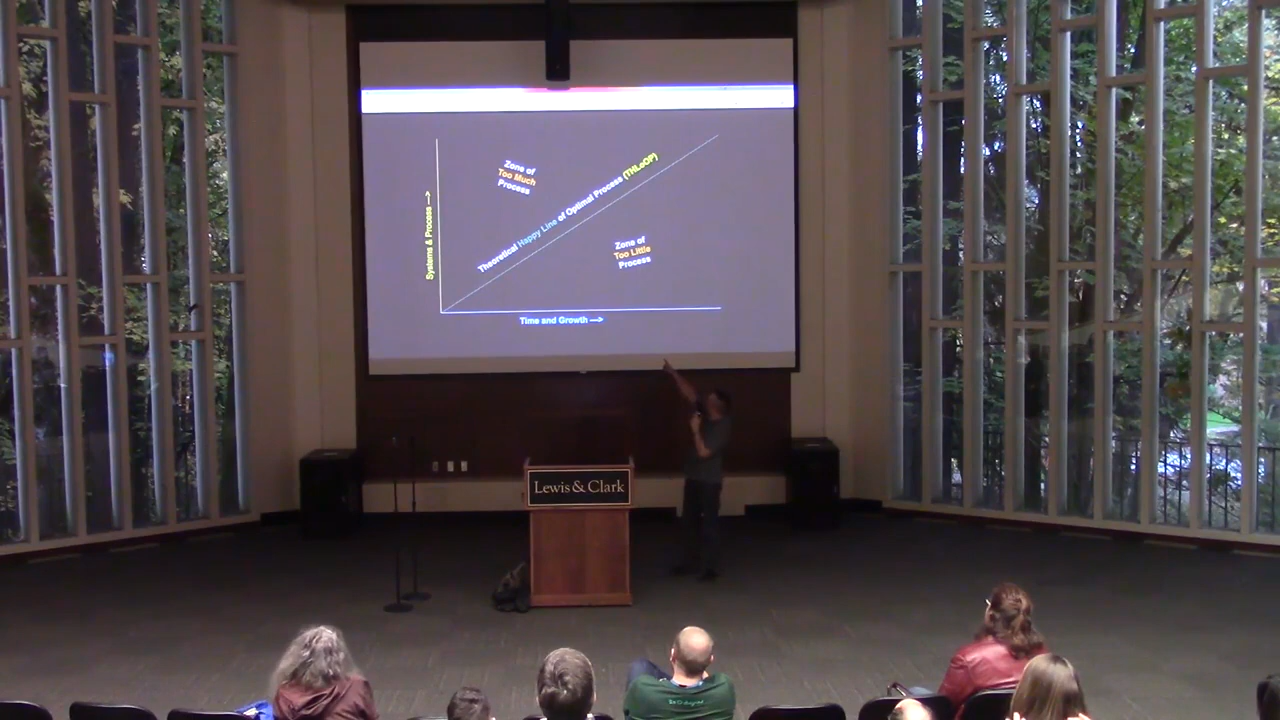 Zone of
Too Much
Process
Theoretical Happy Line of Optimal Process (THLoOP)
Zone of
Too Little
Process
Systems & Process —>
Time and Growth —>
Lewis & Clark